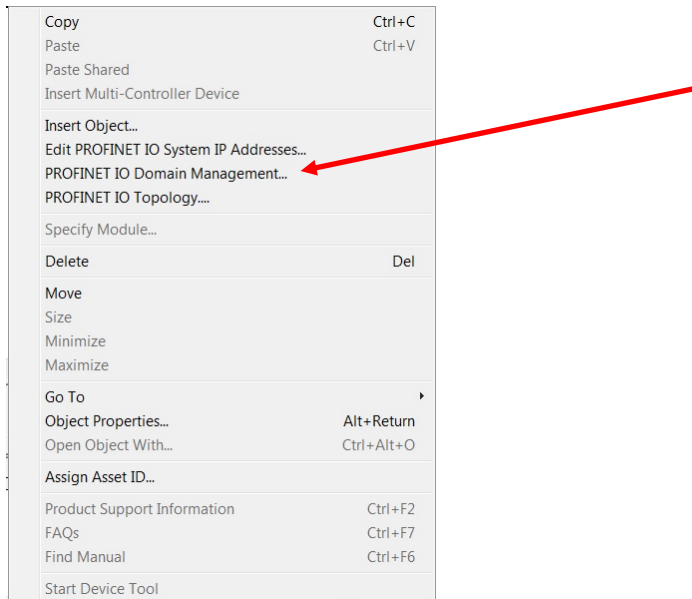 Copy Ctrl+C
Paste Ctrl+V
Paste Shared
Insert Multi-Controller Device
Insert Object...
Edit PROFINET IO System IP Addresses...
PROFINET IO Domain Management...
PROFINET IO Topology....
Specify Module...
Delete Del
Move
Size
Minimize
Maximize
Go To
Object Properties... Alt+Return
Open Object With... Ctrl+Alt+O
Assign Asset ID...
Product Support Information Ctrl+F2
FAQs Ctrl+F7
Find Manual Ctrl+F6
Start Device Tool